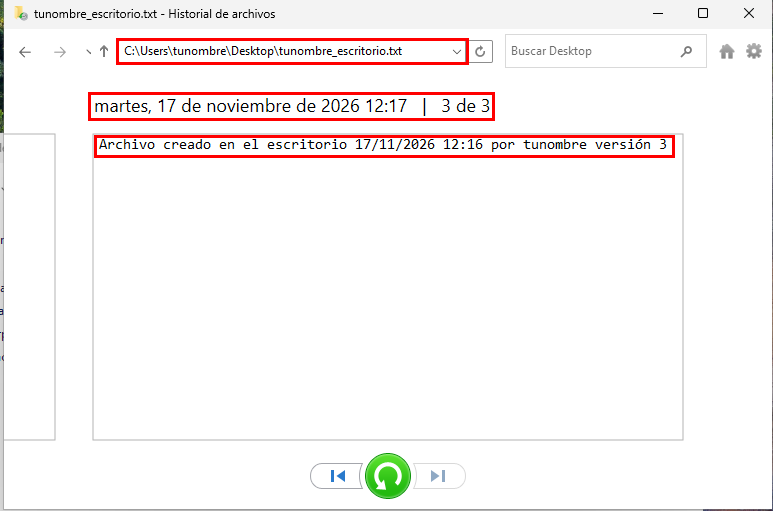 tunombre_escritorio.txt - Historial de archivos
C:\Users\tunombre\Desktop\tunombre_escritorio.txt
Buscar Desktop
martes, 17 de noviembre de 2026 12:17 | 3 de 3
Archivo creado en el escritorio 17/11/2026 12:16 por tunombre versión 3